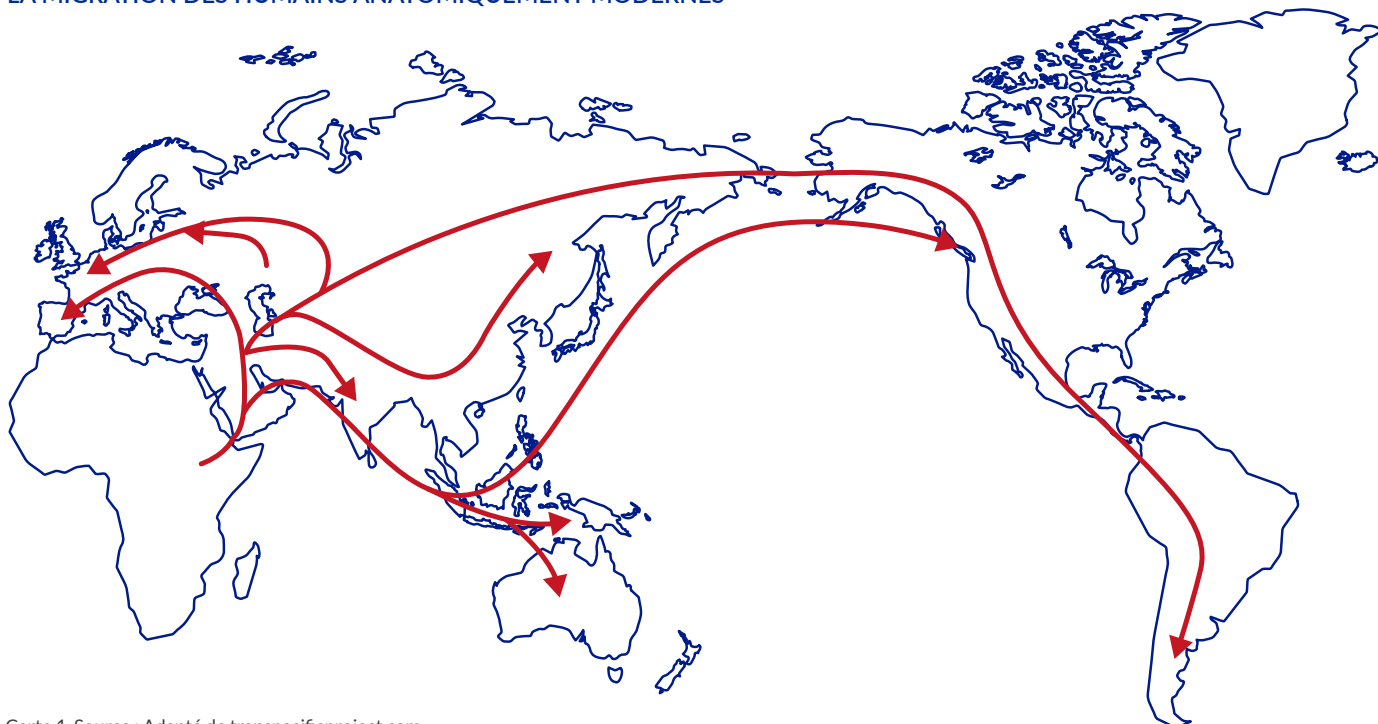 LA MIGRATION DES HUMAINS ANATOMIQUEMENT MODERNES
Carte 1. Source : Adapté de transpacificproject.com